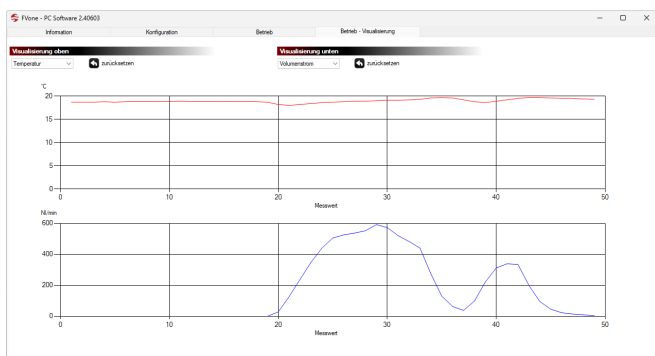 FVone - PC Software 2.40603
Information Konfiguration Betrieb Betrieb - Visualisierung
Visualisierung oben Visualisierung unten
Temperatur zurücksetzen Volumenstrom zurücksetzen
°C
20
15
10
5
0
0 10 20 30 40 50
Messwert
Nl/min
600
400
200
0
0 10 20 30 40 50
Messwert